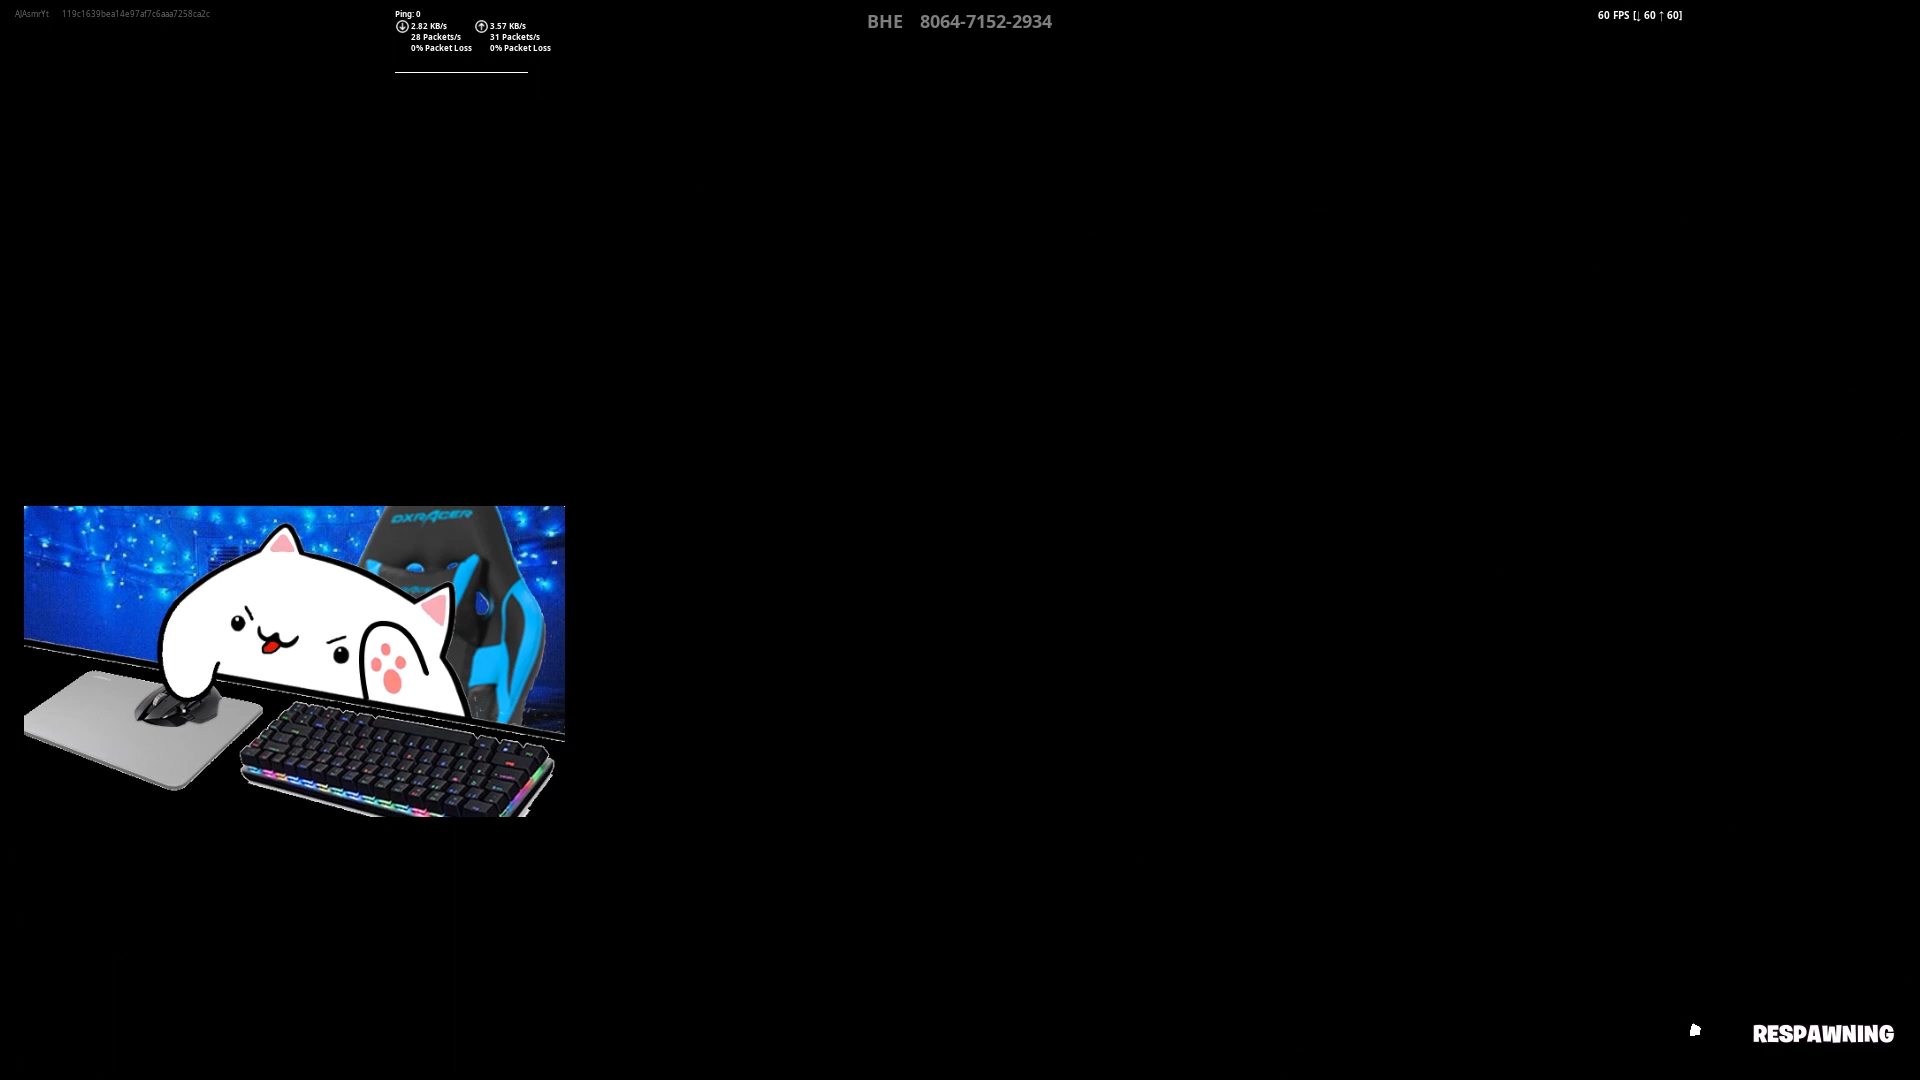 AJAsmrYt 119c1639bea14e97af7c6aaa7258ca2c
Ping: 0
2.82 KB/s 3.57 KB/s
28 Packets/s 31 Packets/s
0% Packet Loss 0% Packet Loss
BHE 8064-7152-2934
60 FPS [↓ 60 ↑ 60]
DXRACER
RESPAWNING